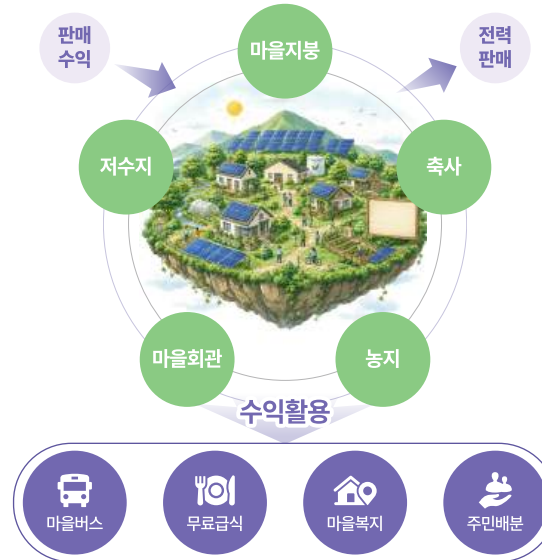 판매
수익
마을지붕
전력
판매
저수지
축사
마을회관
농지
수익활용
마을버스
무료급식
마을복지
주민배분